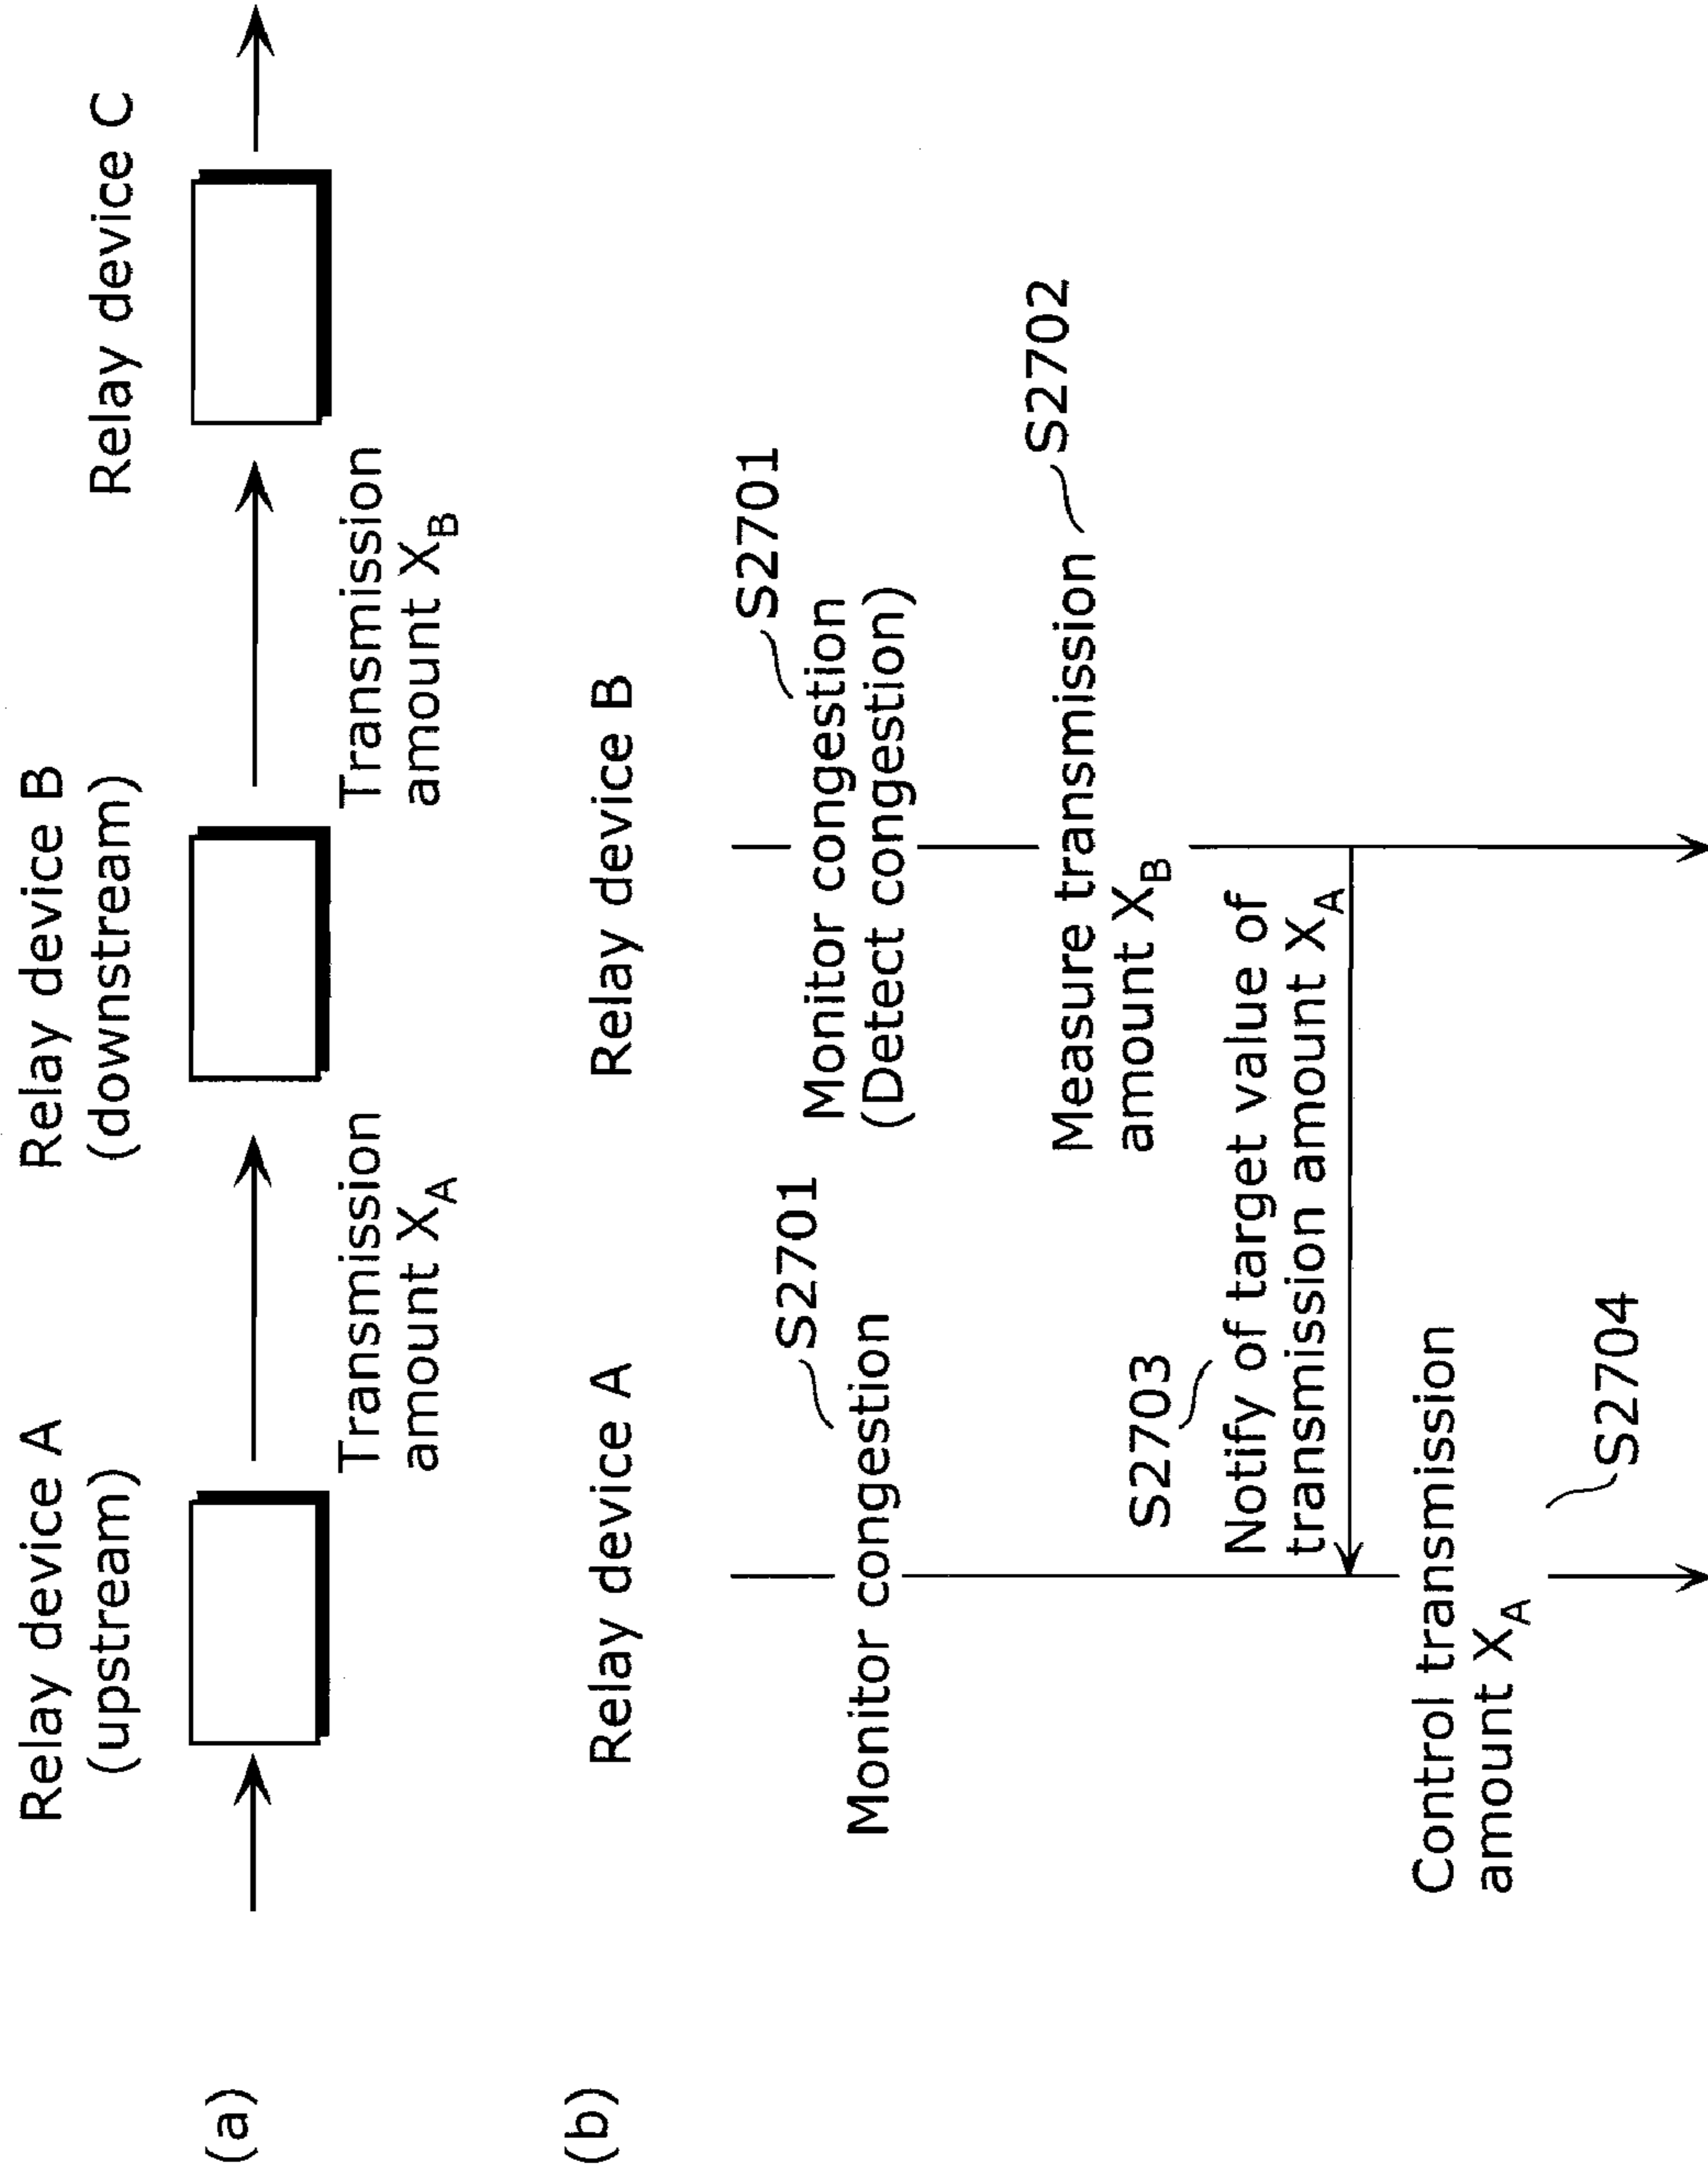 (a)
Relay device A
(upstream)
Relay device B
(downstream)
Relay device C
Transmission
amount XA
Transmission
amount XB
(b)
Relay device A
Relay device B
S2701
Monitor congestion
S2701
Monitor congestion
(Detect congestion)
S2702
Measure transmission
amount XB
S2703
Notify of target value of
transmission amount XA
Control transmission
amount XA
S2704